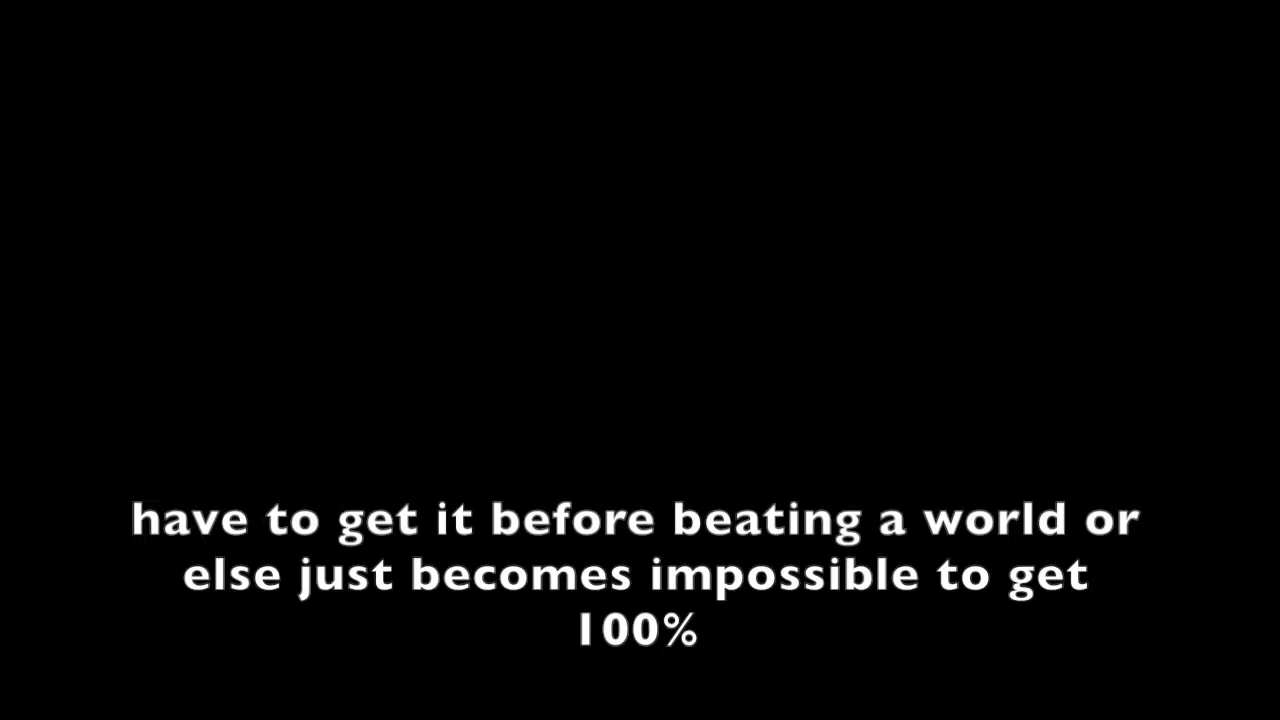 have to get it before beating a world or
else just becomes impossible to get
100%